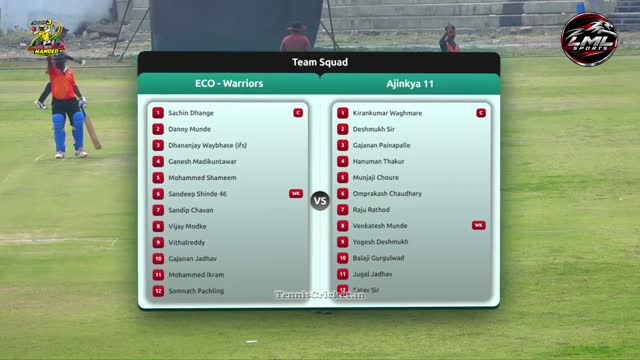 NANDED
LML
SPORTS
Team Squad
ECO - Warriors
Ajinkya 11
1 Sachin Dhange C
2 Danny Munde
3 Dhananjay Waybhase (ifs)
4 Ganesh Madikuntawar
5 Mohammed Shameem
6 Sandeep Shinde 46 WK
7 Sandip Chavan
8 Vijay Modke
9 Vithalreddy
10 Gajanan Jadhav
11 Mohammed Ikram
12 Somnath Pachling
VS
1 Kirankumar Waghmare C
2 Deshmukh Sir
3 Gajanan Painapalle
4 Hanuman Thakur
5 Munjaji Choure
6 Omprakash Chaudhary
7 Raju Rathod
8 Venkatesh Munde WK
9 Yogesh Deshmukh
10 Balaji Gurgulwad
11 Jugal Jadhav
12 Satav Sir
TennisCricket.in